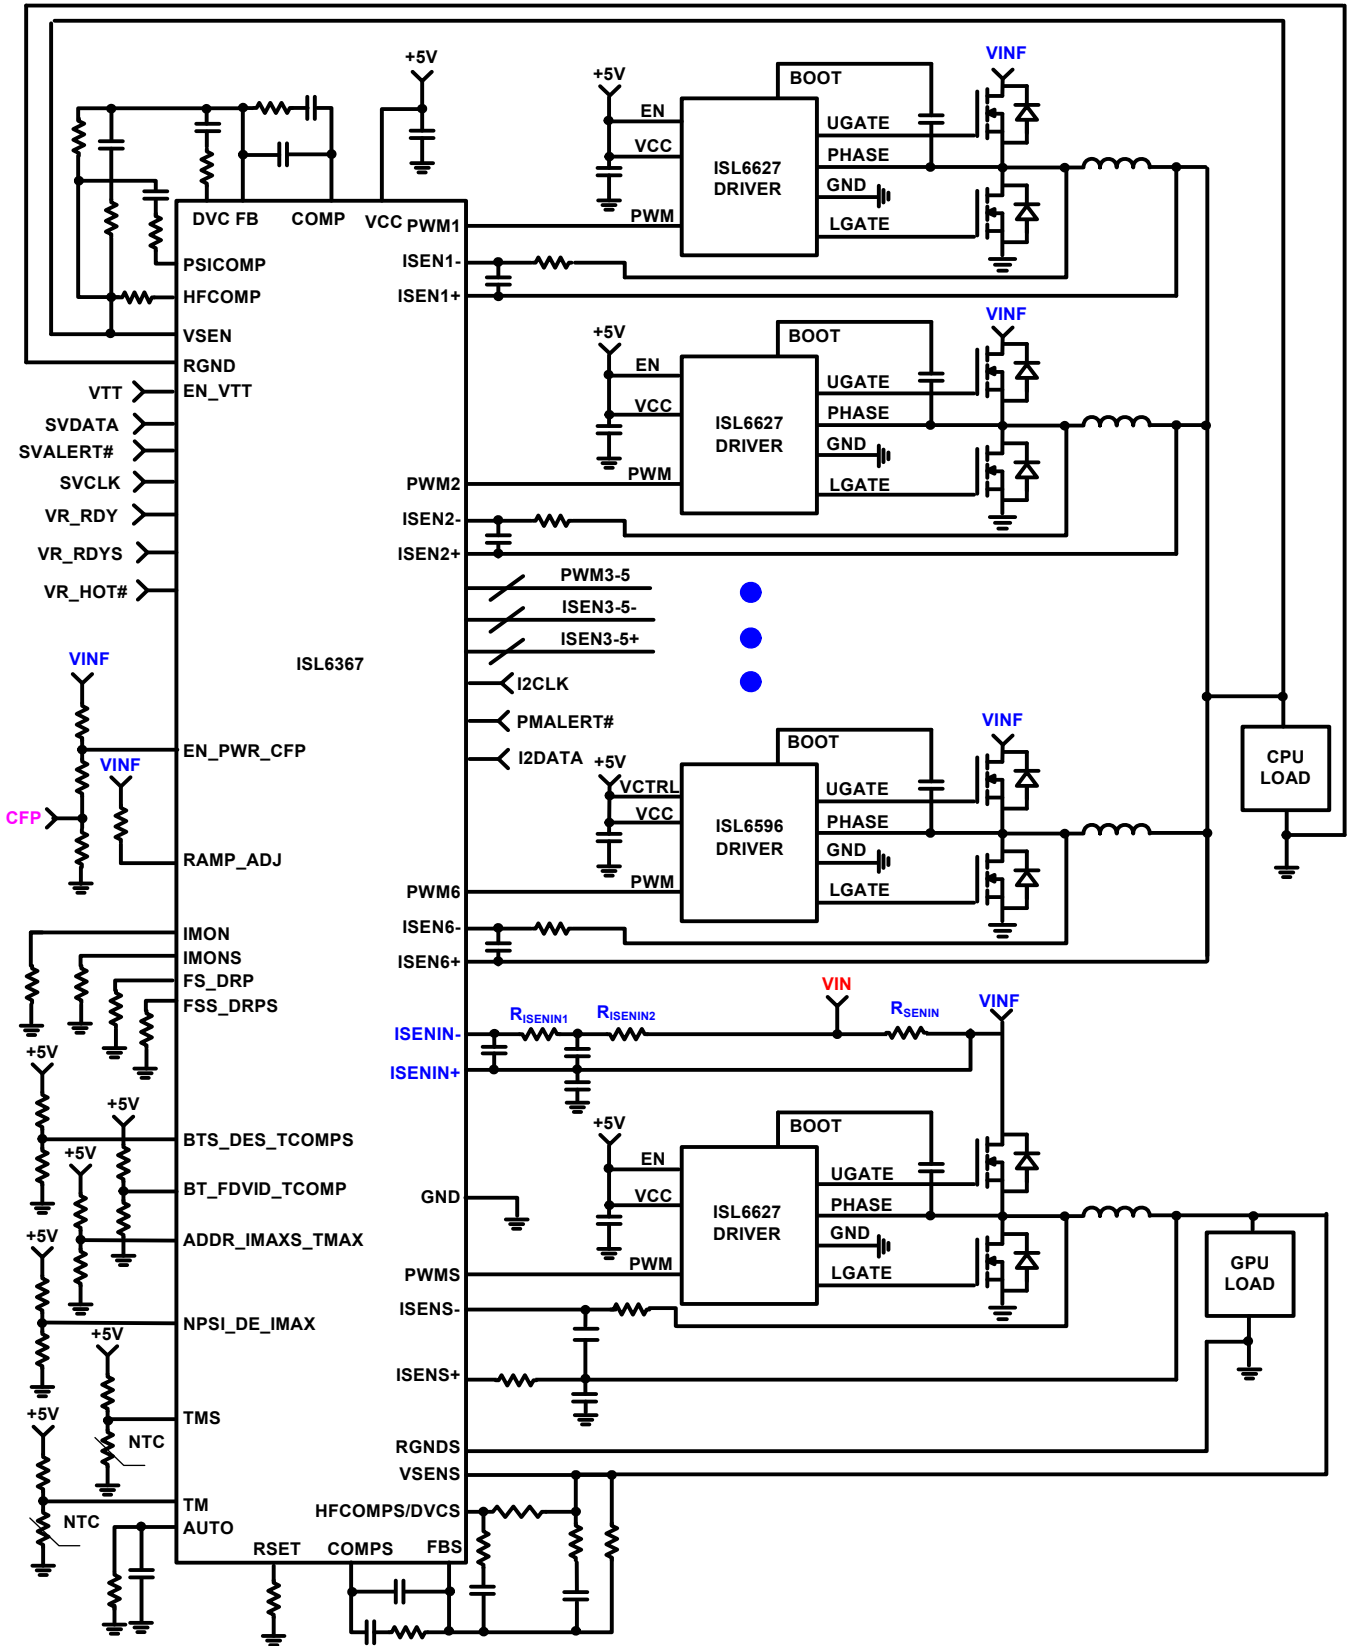 +5V
+5V
BOOT
VINF
EN
VCC
ISL6627
DRIVER
UGATE
PHASE
GND
LGATE
PWM
DVC FB
COMP
VCC
PWM1
PSICOMP
HFCOMP
VSEN
RGND
EN_VTT
ISEN1-
ISEN1+
VTT
SVDATA
SVALERT#
SVCLK
VR_RDY
VR_RDYS
VR_HOT#
+5V
BOOT
VINF
EN
VCC
ISL6627
DRIVER
UGATE
PHASE
GND
LGATE
PWM
PWM2
ISEN2-
ISEN2+
PWM3-5
ISEN3-5-
ISEN3-5+
ISL6367
I2CLK
PMALERT#
I2DATA
VINF
EN_PWR_CFP
VINF
CFP
RAMP_ADJ
+5V
BOOT
VINF
VCTRL
VCC
ISL6596
DRIVER
UGATE
PHASE
GND
LGATE
PWM
CPU
LOAD
PWM6
ISEN6-
ISEN6+
IMON
IMONS
FS_DRP
FSS_DRPS
VIN
RISENIN1
RISENIN2
RSENIN
VINF
ISENIN-
ISENIN+
+5V
BTS_DES_TCOMPS
+5V
BT_FDVID_TCOMP
+5V
ADDR_IMAXS_TMAX
+5V
NPSI_DE_IMAX
+5V
TMS
NTC
+5V
TM
NTC
AUTO
+5V
BOOT
EN
VCC
ISL6627
DRIVER
UGATE
PHASE
GND
LGATE
PWM
GPU
LOAD
GND
PWMS
ISENS-
ISENS+
RGNDS
VSENS
HFCOMPS/DVCS
RSET
COMPS
FBS